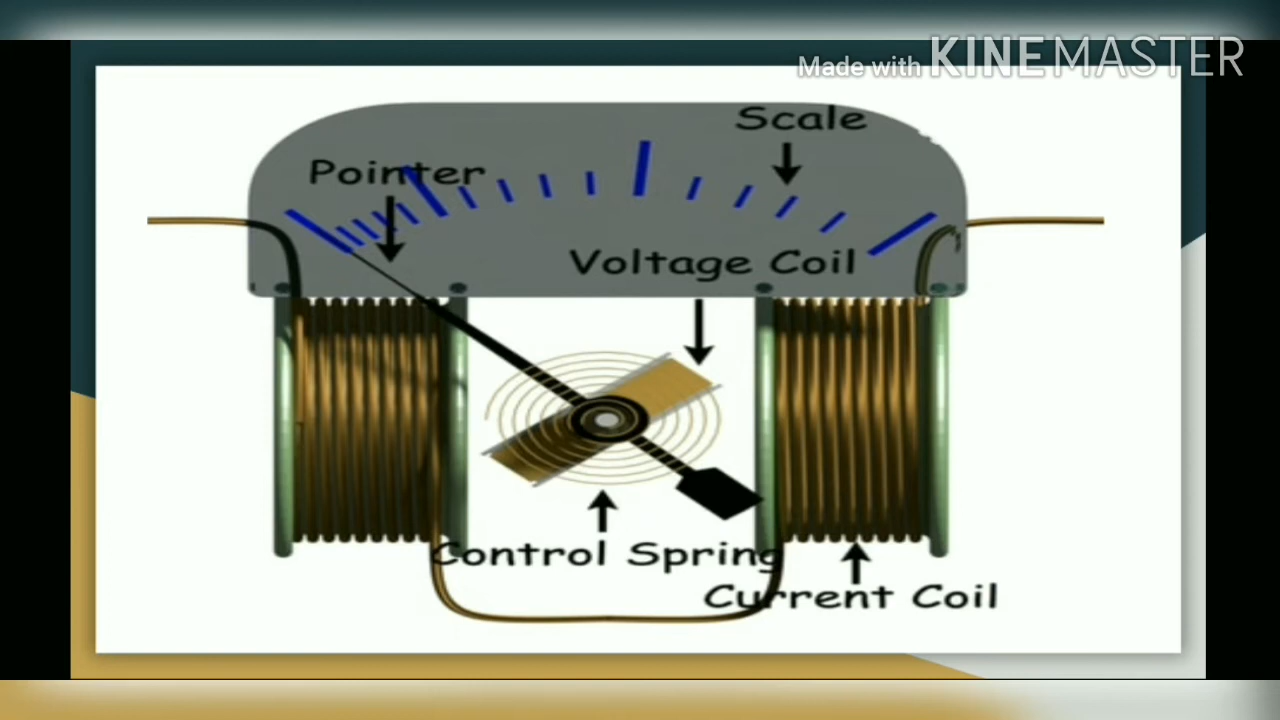 Made with KINEMASTER
Scale
Pointer
Voltage Coil
Control Spring
Current Coil